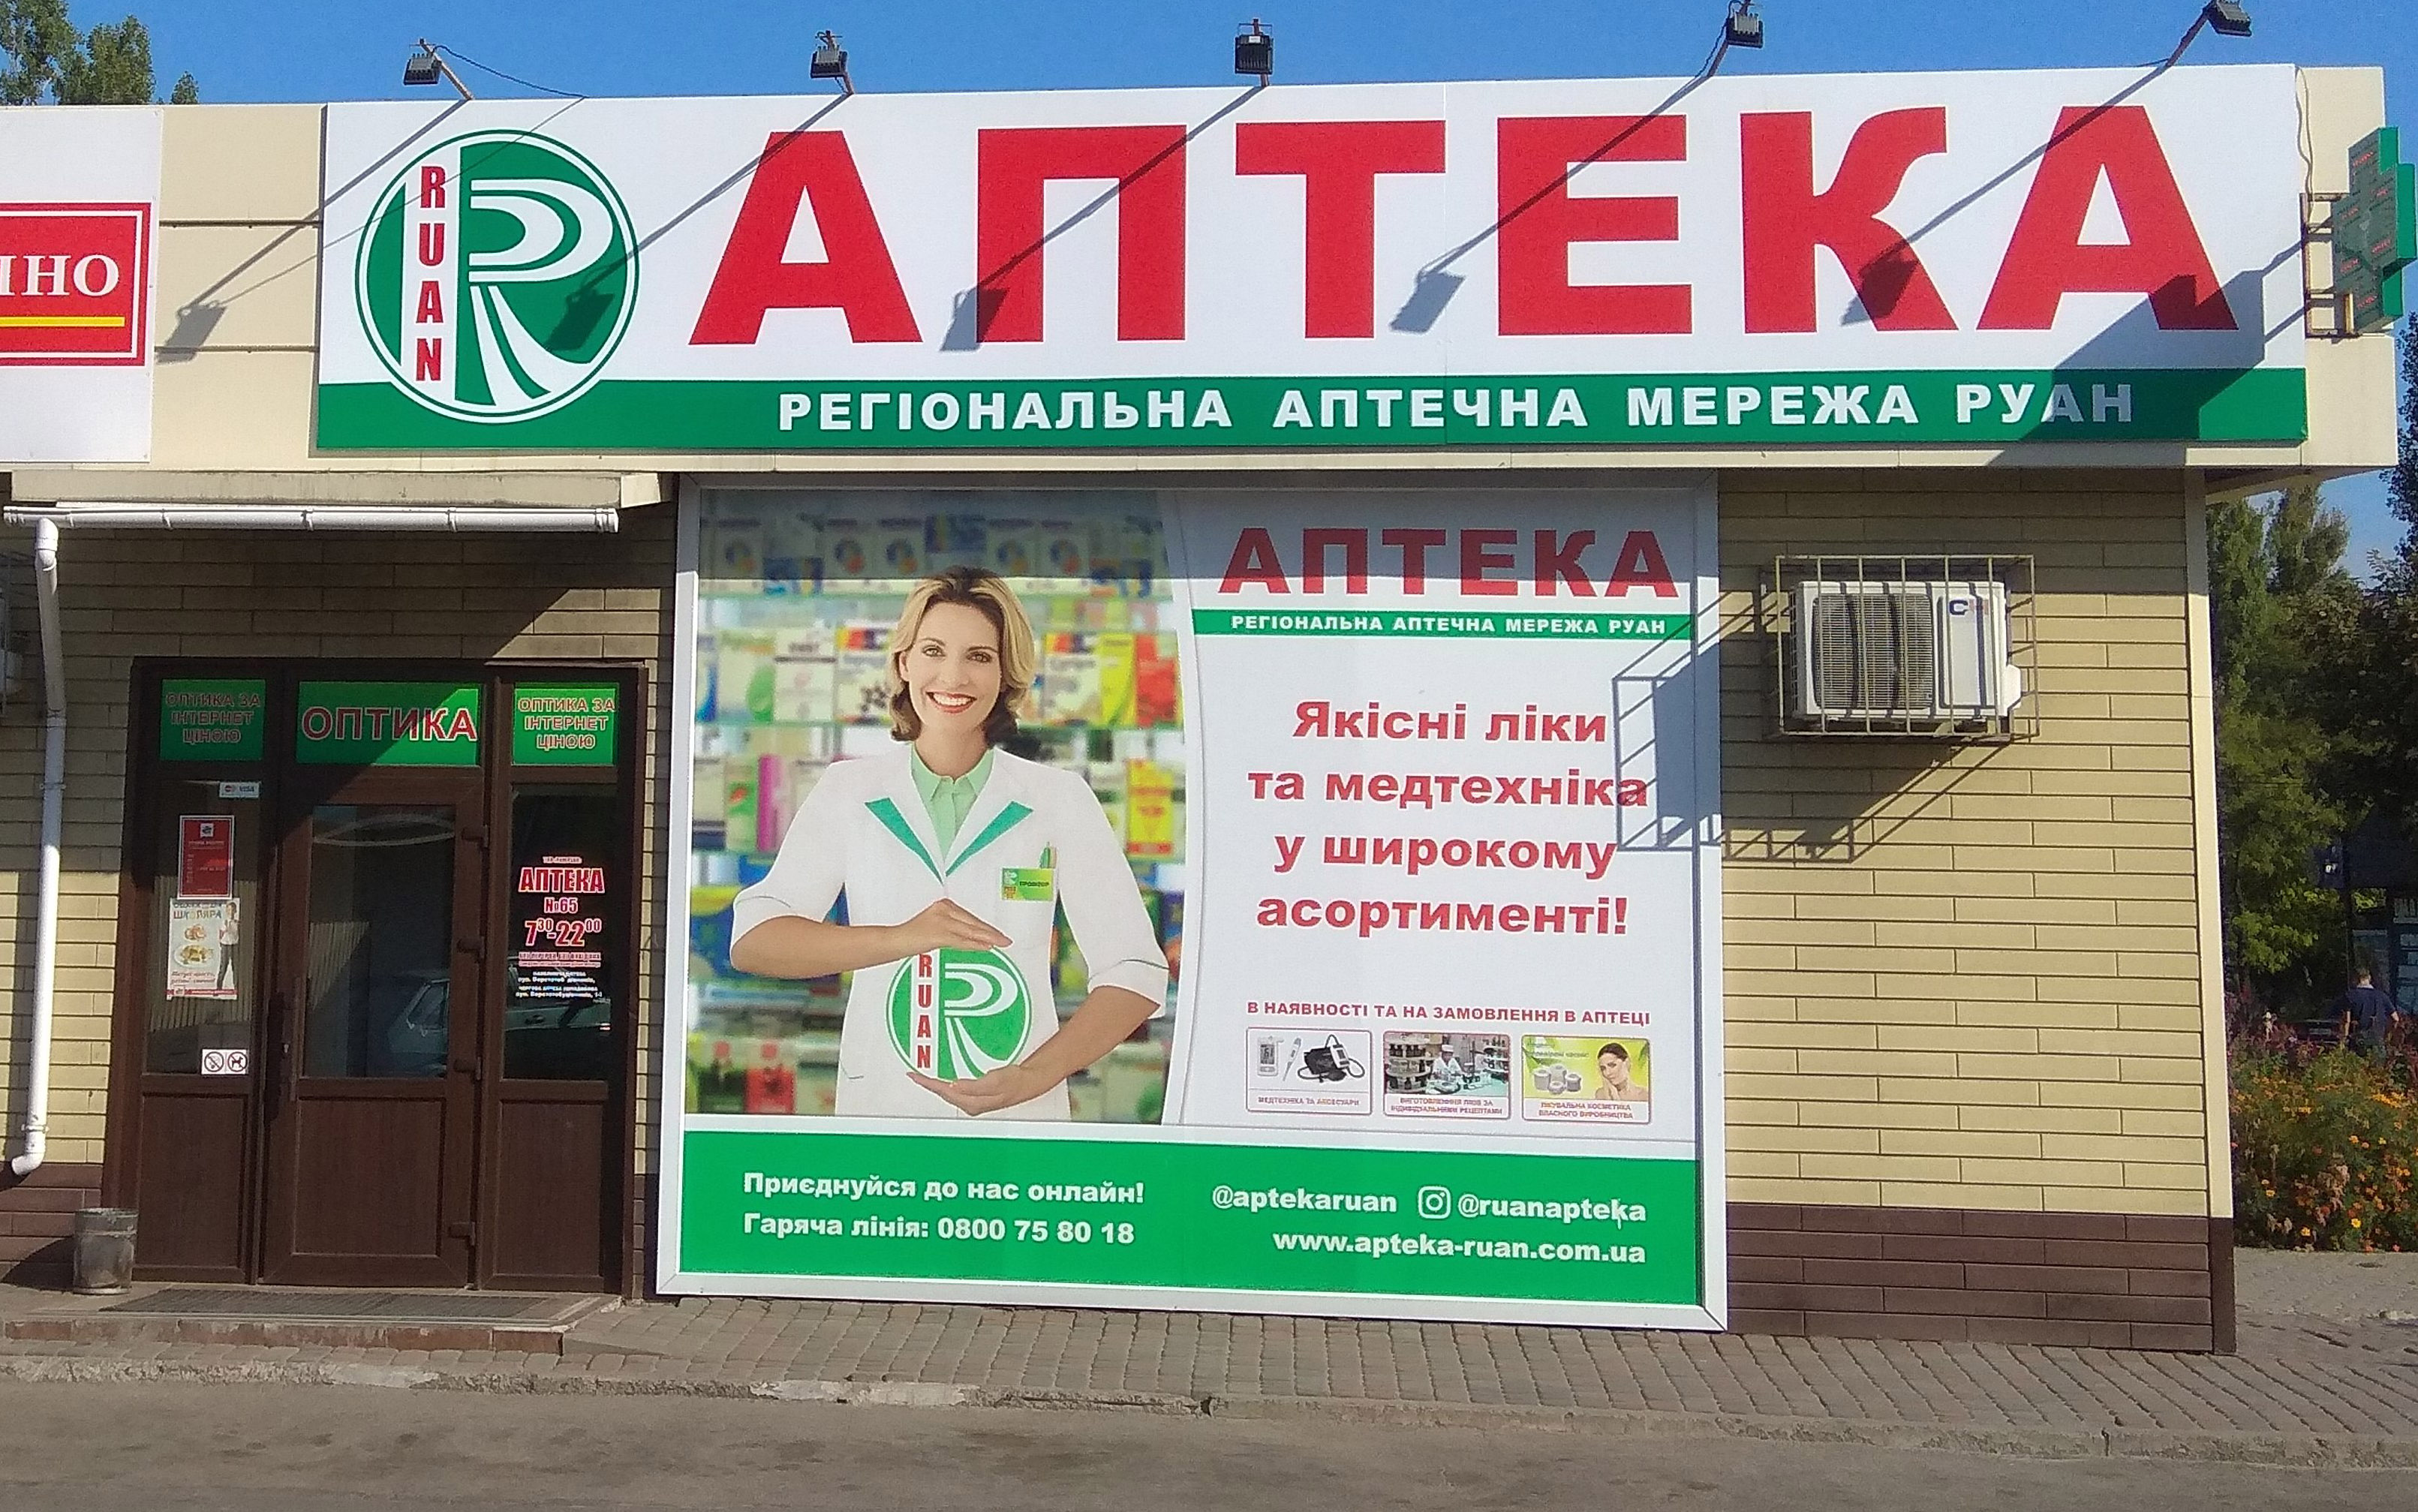 RUAN
АПТЕКА
РЕГІОНАЛЬНА АПТЕЧНА МЕРЕЖА РУАН
ОПТИКА ЗА
ІНТЕРНЕТ
ЦІНОЮ
ОПТИКА
ОПТИКА ЗА
ІНТЕРНЕТ
ЦІНОЮ
VISA
ШКОЛЯРА
АПТЕКА
№65
7³⁰-22⁰⁰
АПТЕКА
РЕГІОНАЛЬНА АПТЕЧНА МЕРЕЖА РУАН
Якісні ліки
та медтехніка
у широкому
асортименті!
RUAN
В НАЯВНОСТІ ТА НА ЗАМОВЛЕННЯ В АПТЕЦІ
МЕДТЕХНІКА ТА АКСЕСУАРИ
ВИГОТОВЛЕННЯ ЛІКІВ ЗА
ІНДИВІДУАЛЬНИМИ РЕЦЕПТАМИ
ЛІКУВАЛЬНА КОСМЕТИКА
ВЛАСНОГО ВИРОБНИЦТВА
Приєднуйся до нас онлайн!
Гаряча лінія: 0800 75 80 18
@aptekaruan @ruanapteka
www.apteka-ruan.com.ua